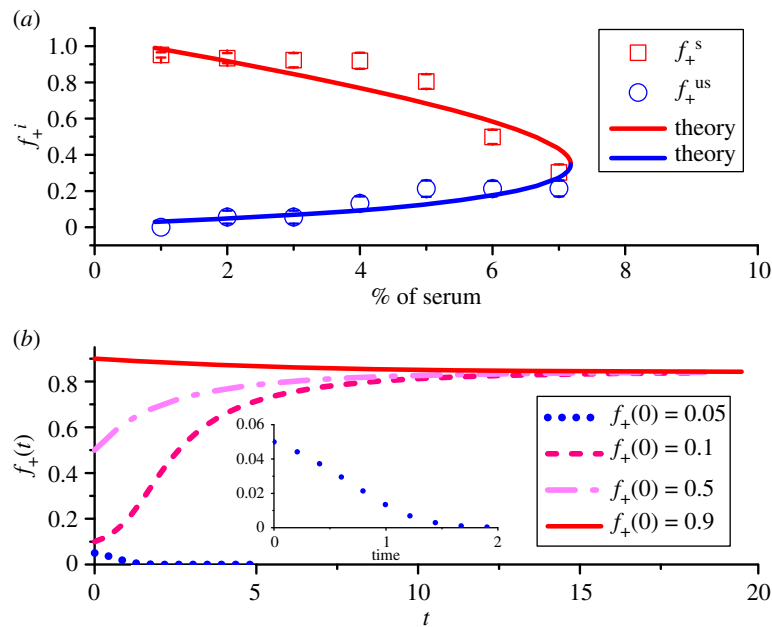 (a)
1.0
0.8
0.6
0.4
0.2
0
f₊ⁱ
f₊ˢ
f₊ᵘˢ
theory
theory
0 2 4 6 8 10
% of serum
(b)
0.8
0.6
0.4
0.2
0
f₊(t)
0.06
0.04
0.02
0
0 1 2
time
f₊(0) = 0.05
f₊(0) = 0.1
f₊(0) = 0.5
f₊(0) = 0.9
0 5 10 15 20
t